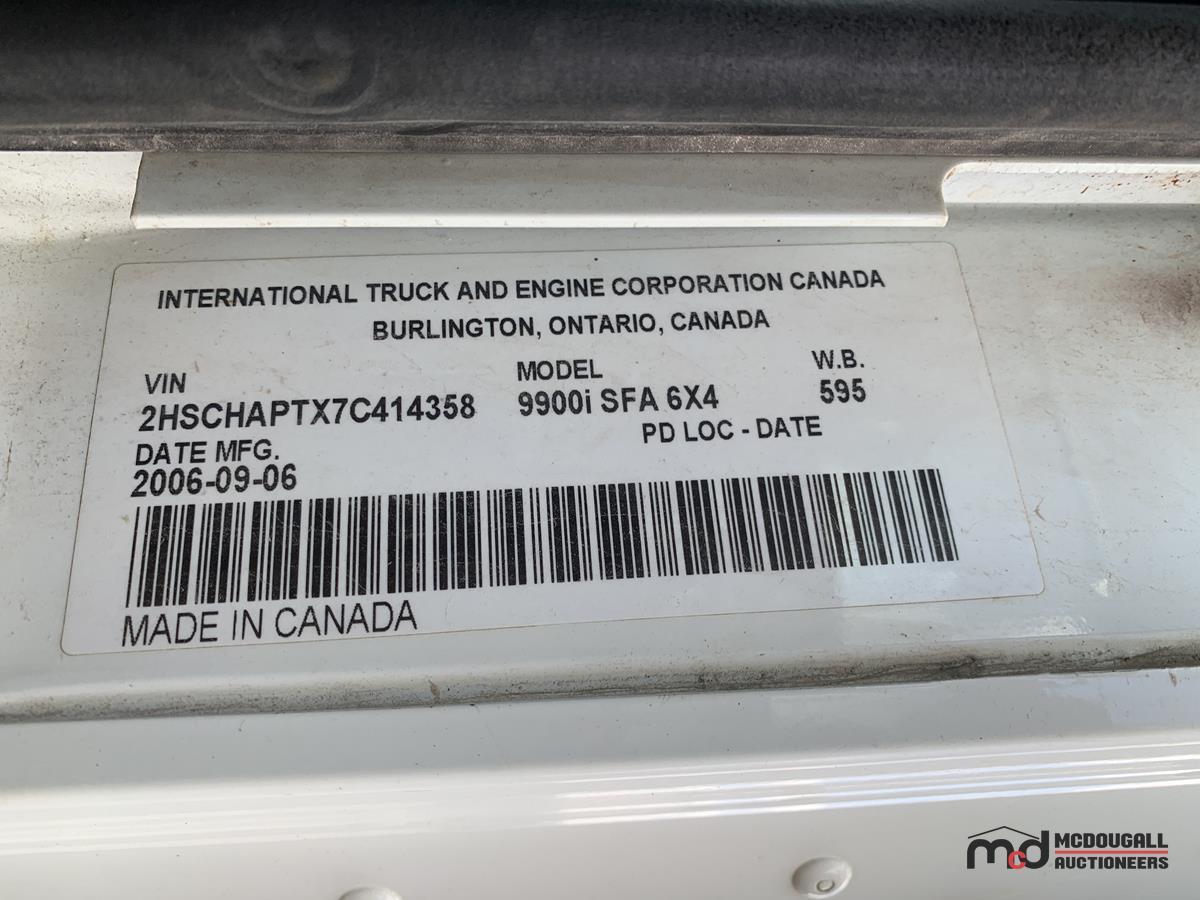 INTERNATIONAL TRUCK AND ENGINE CORPORATION CANADA
BURLINGTON, ONTARIO, CANADA
VIN MODEL W.B.
2HSCHAPTX7C414358 9900i SFA 6X4 595
DATE MFG. PD LOC - DATE
2006-09-06
MADE IN CANADA
mcd MCDOUGALL
AUCTIONEERS